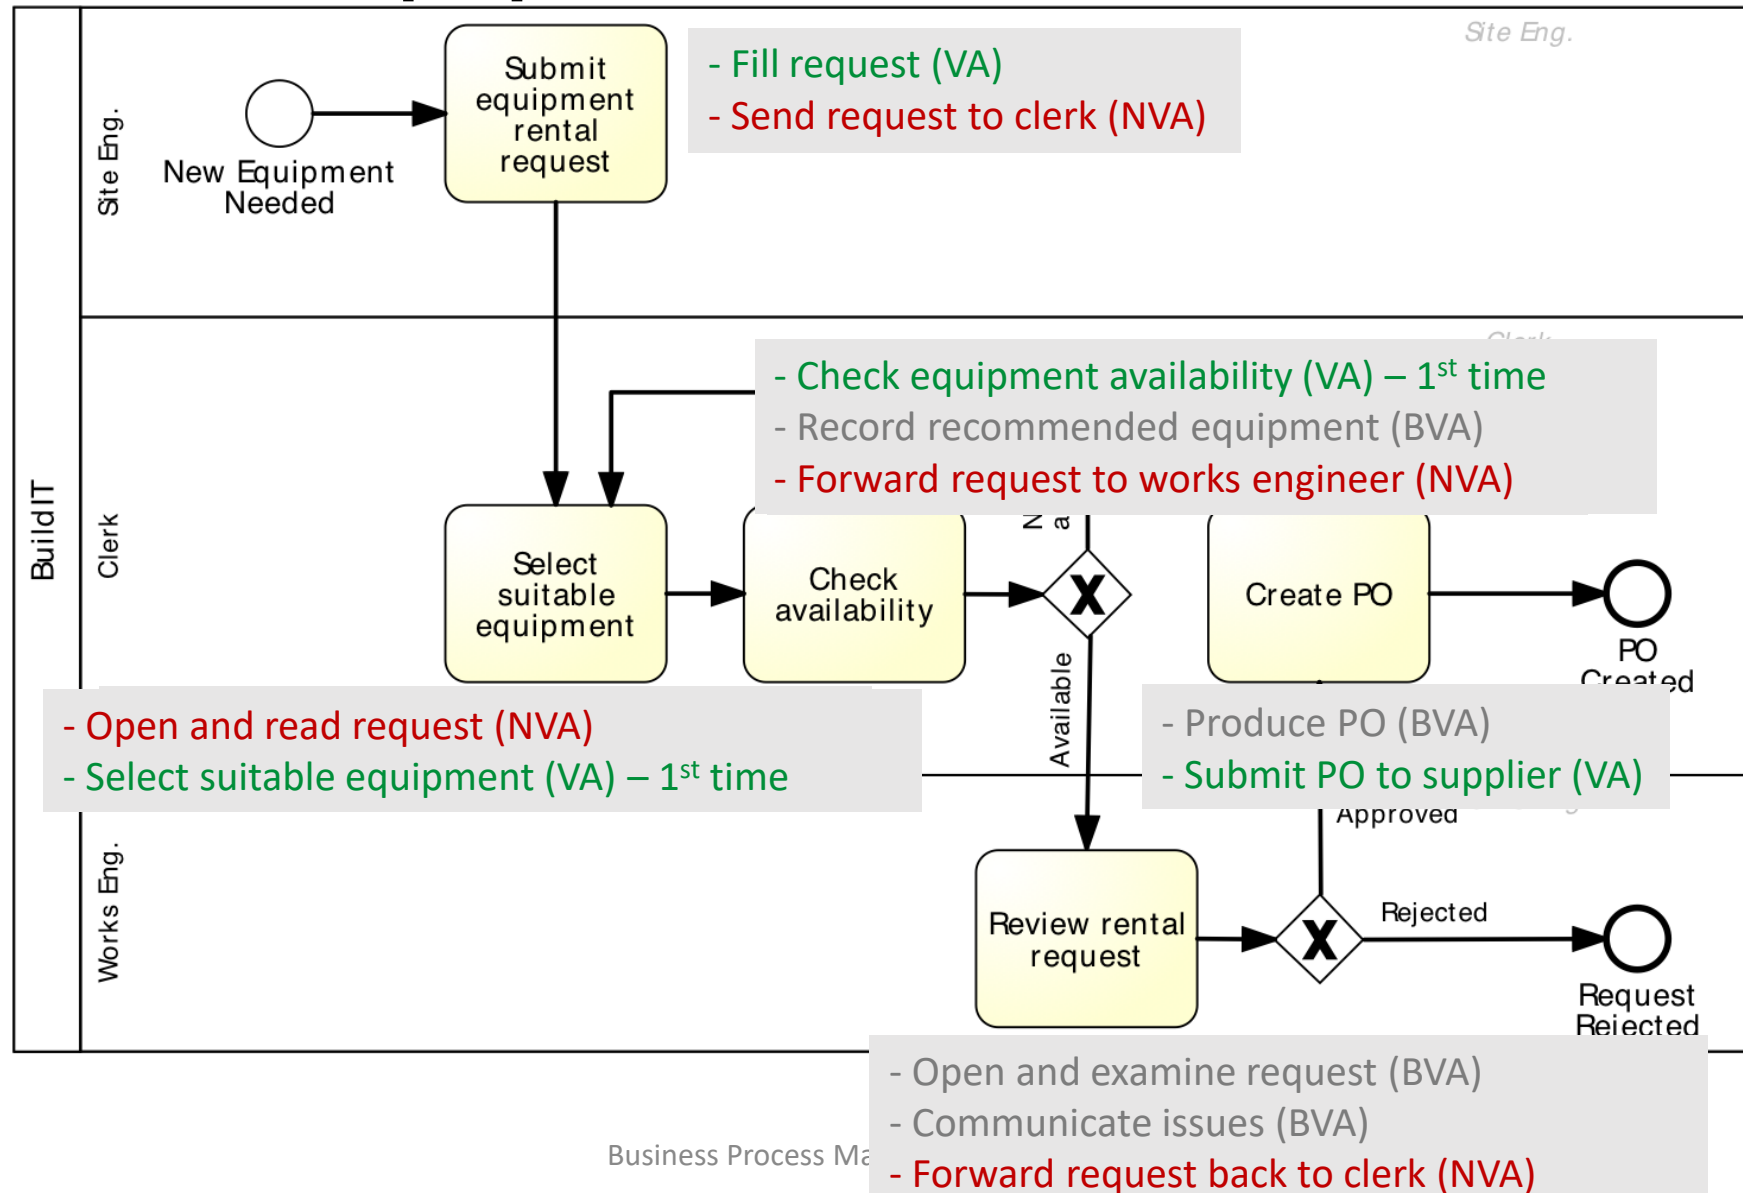 Site Eng.
Submit
equipment
rental
request
- Fill request (VA)
- Send request to clerk (NVA)
Site Eng.
New Equipment
Needed
- Check equipment availability (VA) – 1st time
- Record recommended equipment (BVA)
- Forward request to works engineer (NVA)
BuildIT
Clerk
Select
suitable
equipment
Check
availability
X
Create PO
PO
Created
Available
- Open and read request (NVA)
- Select suitable equipment (VA) – 1st time
- Produce PO (BVA)
- Submit PO to supplier (VA)
Approved
Works Eng.
Review rental
request
X
Rejected
Request
Rejected
- Open and examine request (BVA)
- Communicate issues (BVA)
- Forward request back to clerk (NVA)
Business Process